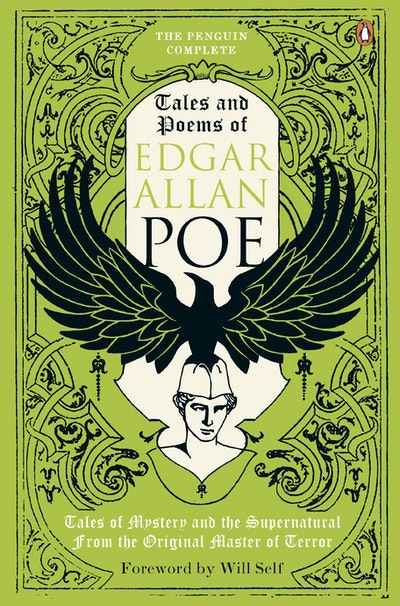 THE PENGUIN
COMPLETE
Tales and
Poems of
EDGAR
ALLAN
POE
Tales of Mystery and the Supernatural
From the Original Master of Terror
Foreword by Will Self